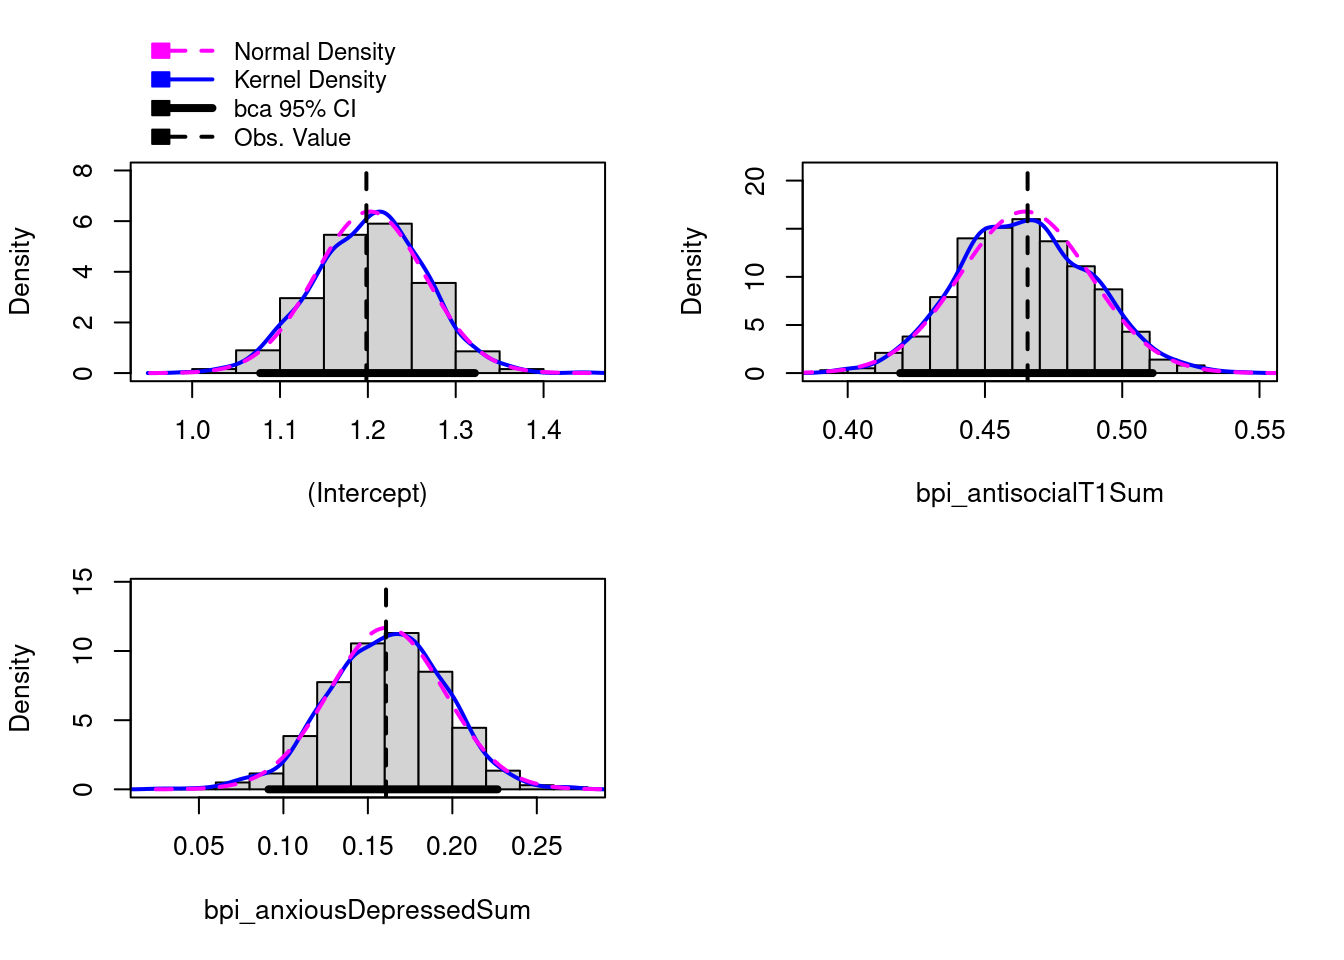 Normal Density
Kernel Density
bca 95% CI
Obs. Value
Density
0 2 4 6 8
1.0 1.1 1.2 1.3 1.4
(Intercept)
Density
0 5 10 20
0.40 0.45 0.50 0.55
bpi_antisocialT1Sum
Density
0 5 10 15
0.05 0.10 0.15 0.20 0.25
bpi_anxiousDepressedSum